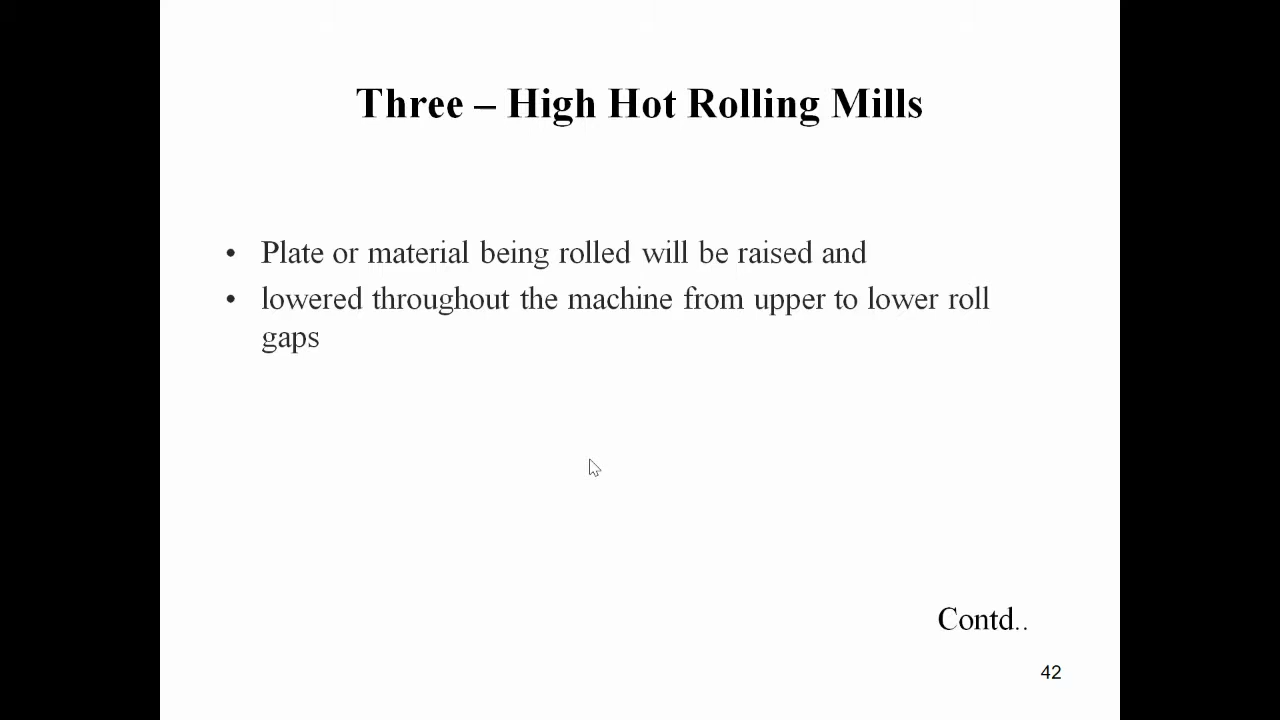 Three – High Hot Rolling Mills
• Plate or material being rolled will be raised and
• lowered throughout the machine from upper to lower roll
gaps
Contd..
42